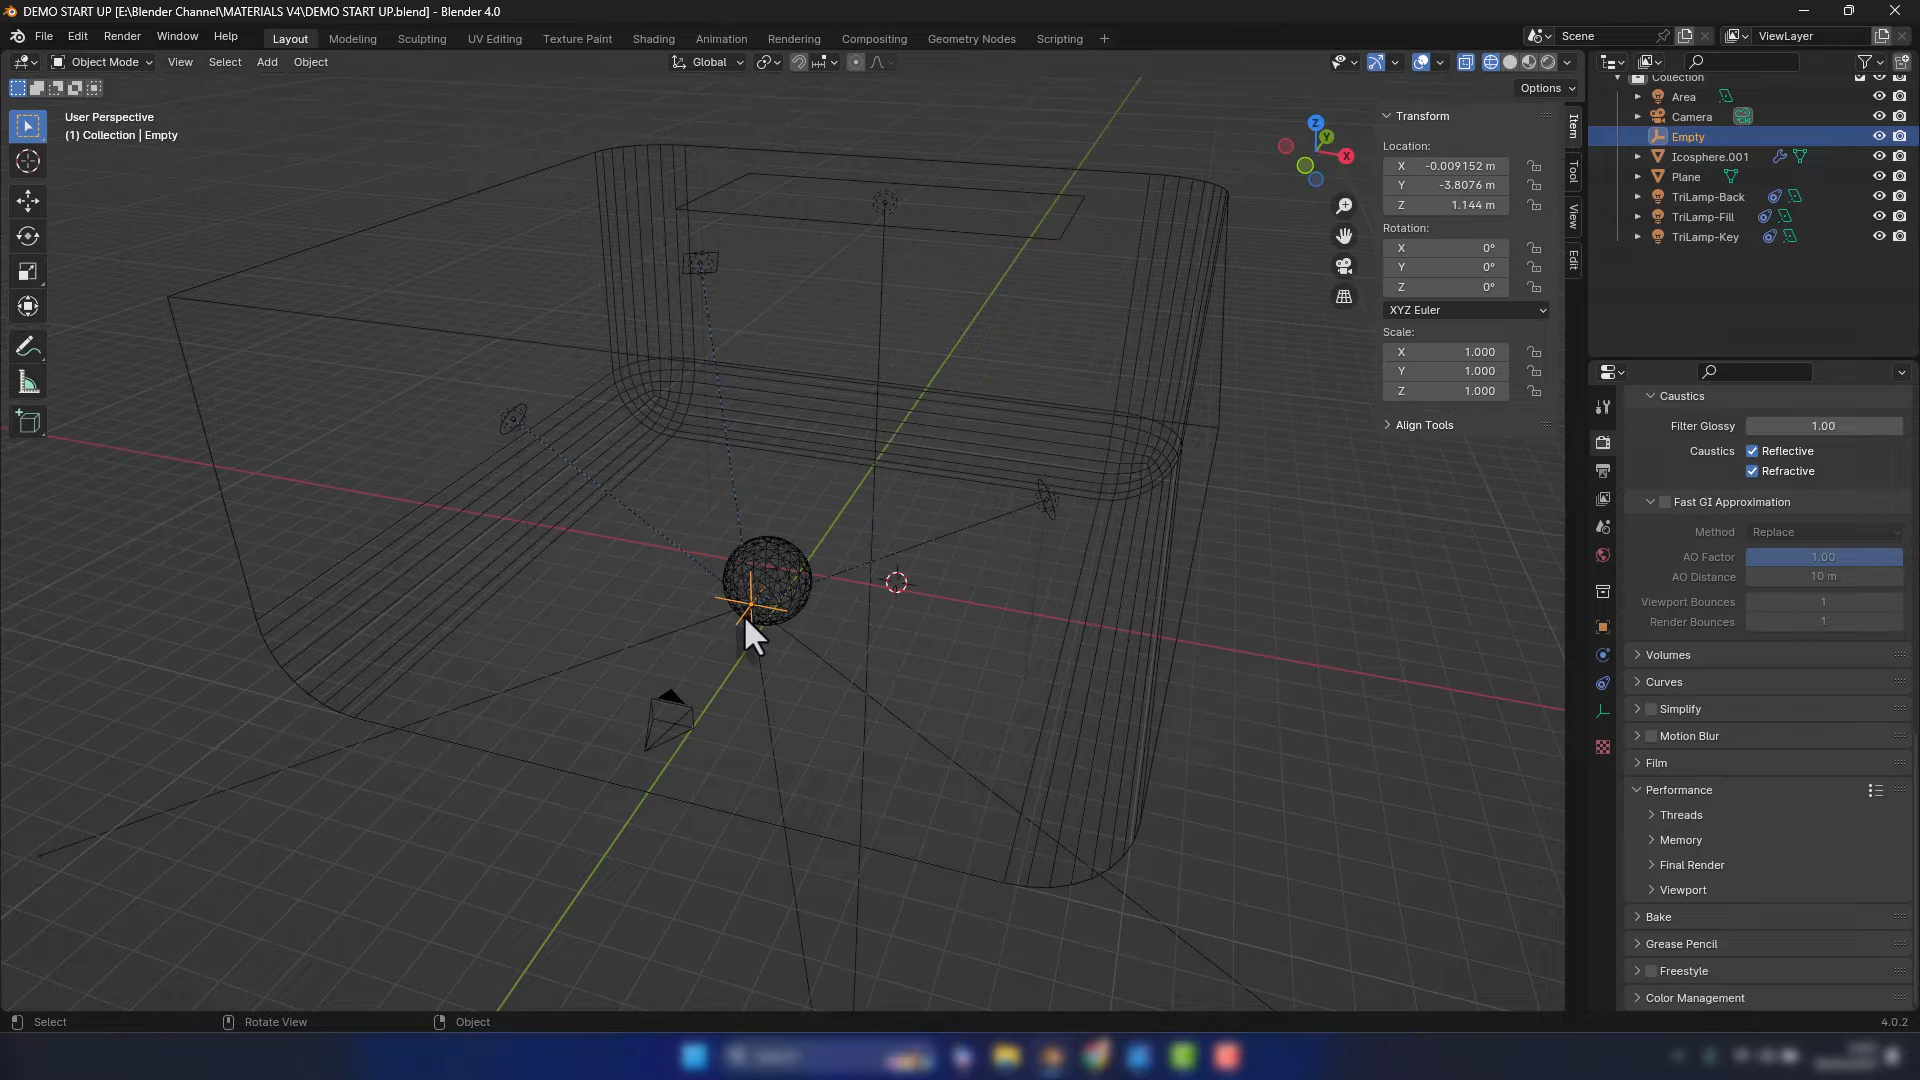 DEMO START UP [E:\Blender Channel\MATERIALS V4\DEMO START UP.blend] - Blender 4.0
File Edit Render Window Help
Layout Modeling Sculpting UV Editing Texture Paint Shading Animation Rendering Compositing Geometry Nodes Scripting +
Scene
ViewLayer
Object Mode View Select Add Object
Global
Options
User Perspective
(1) Collection | Empty
Z
Y
X
Transform
Location:
X -0.009152 m
Y -3.8076 m
Z 1.144 m
Rotation:
X 0°
Y 0°
Z 0°
XYZ Euler
Scale:
X 1.000
Y 1.000
Z 1.000
Align Tools
Item
Tool
View
Edit
Collection
Area
Camera
Empty
Icosphere.001
Plane
TriLamp-Back
TriLamp-Fill
TriLamp-Key
Caustics
Filter Glossy 1.00
Caustics Reflective
Refractive
Fast GI Approximation
Method Replace
AO Factor 1.00
AO Distance 10 m
Viewport Bounces 1
Render Bounces 1
Volumes
Curves
Simplify
Motion Blur
Film
Performance
Threads
Memory
Final Render
Viewport
Bake
Grease Pencil
Freestyle
Color Management
Select
Rotate View
Object
4.0.2
Search